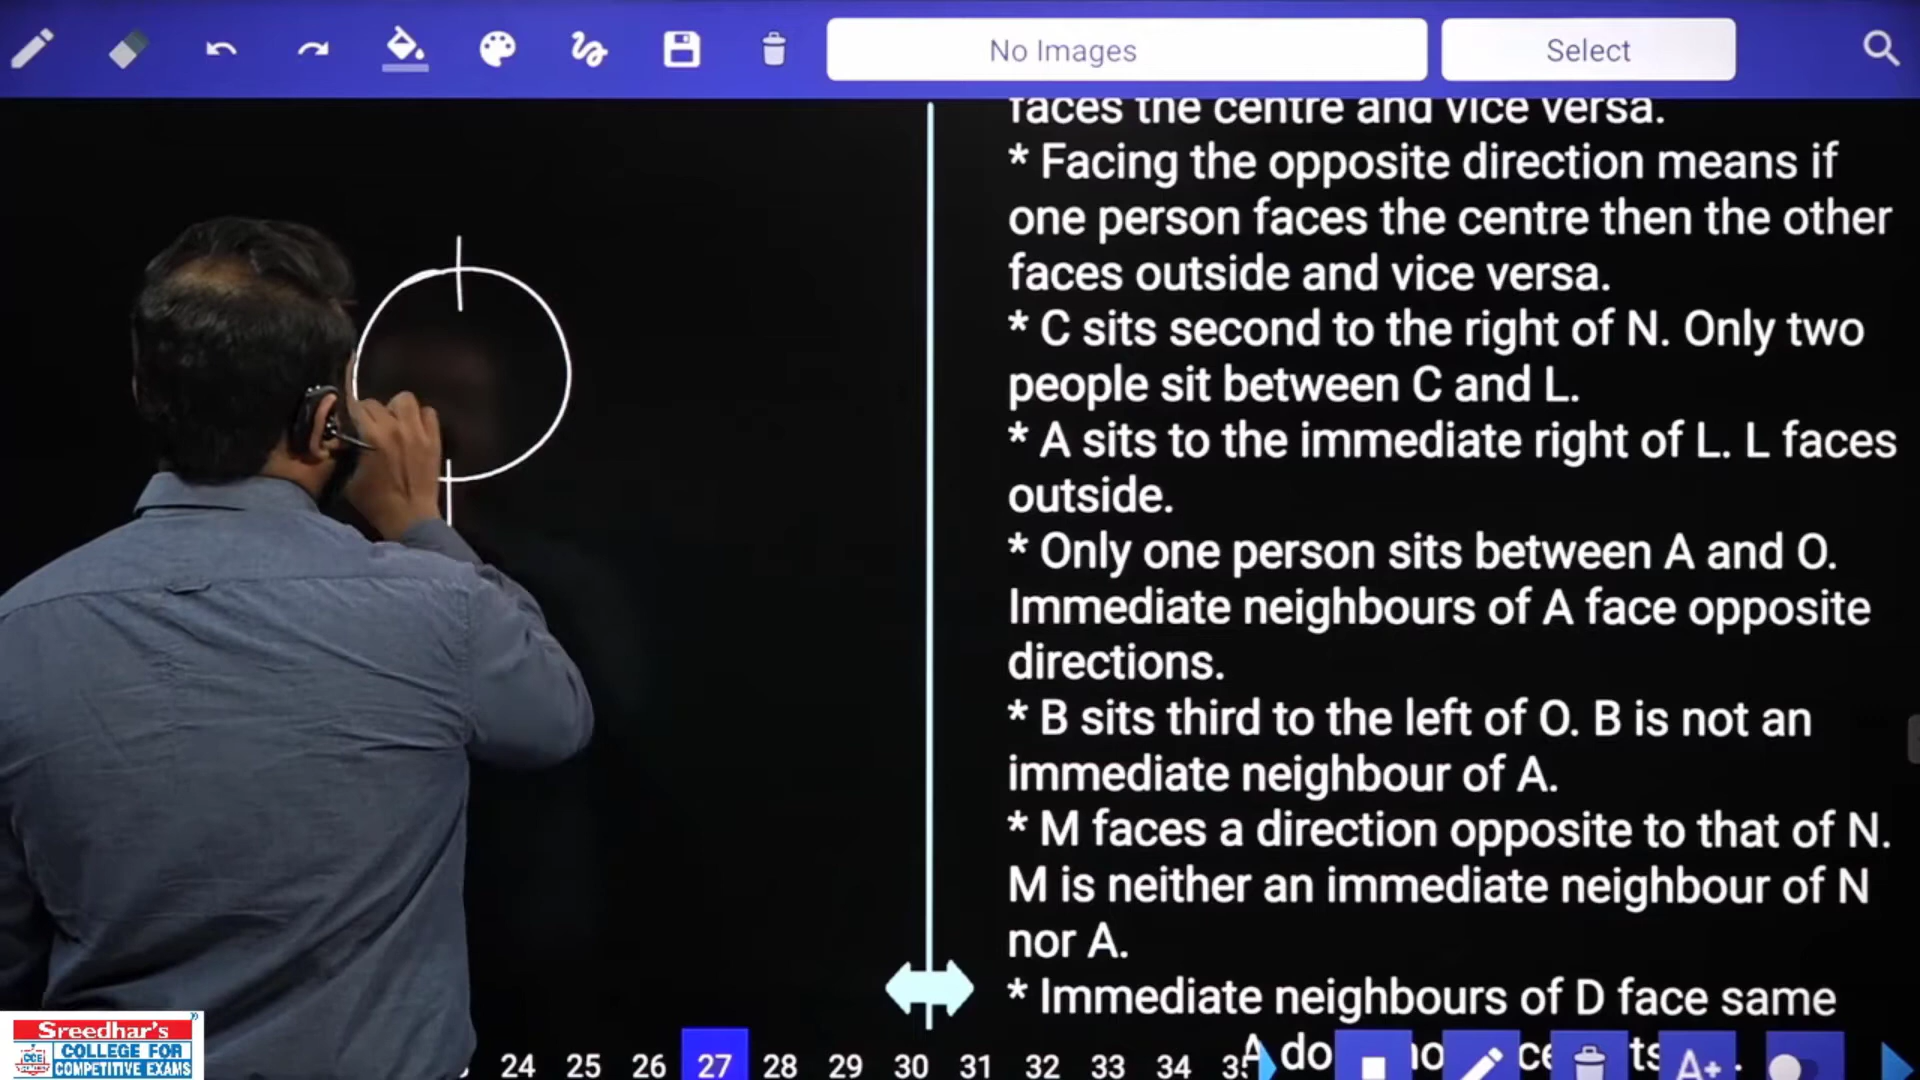 No Images
Select
faces the centre and vice versa.
* Facing the opposite direction means if
one person faces the centre then the other
faces outside and vice versa.
* C sits second to the right of N. Only two
people sit between C and L.
* A sits to the immediate right of L. L faces
outside.
* Only one person sits between A and O.
Immediate neighbours of A face opposite
directions.
* B sits third to the left of O. B is not an
immediate neighbour of A.
* M faces a direction opposite to that of N.
M is neither an immediate neighbour of N
nor A.
* Immediate neighbours of D face same
24 25 26 27 28 29 30 31 32 33 34
A+
Sreedhar's
CCE
COLLEGE FOR
COMPETITIVE EXAMS